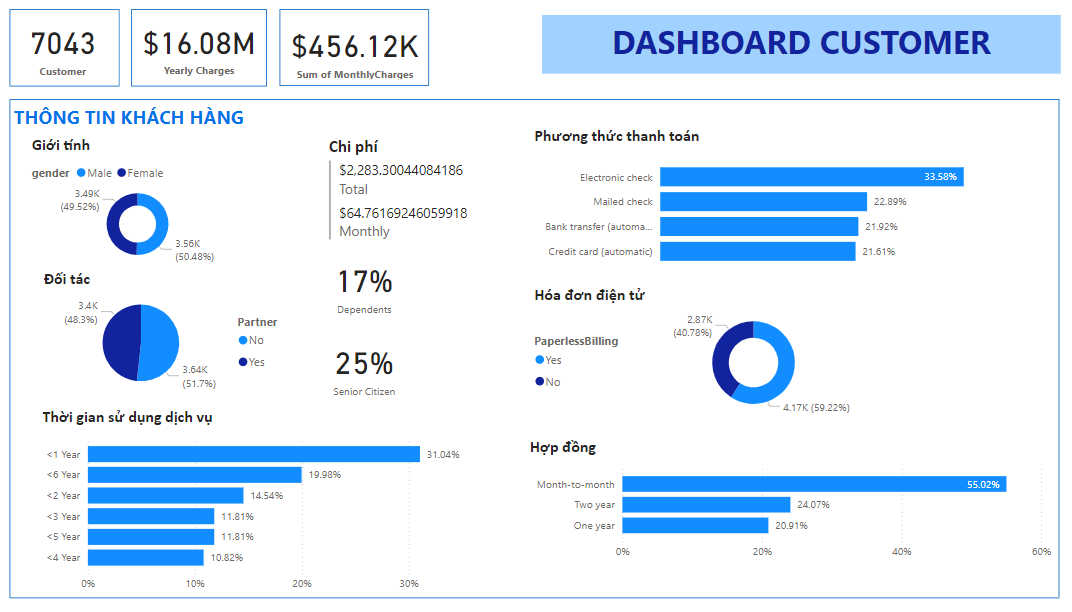 7043
Customer
$16.08M
Yearly Charges
$456.12K
Sum of MonthlyCharges
DASHBOARD CUSTOMER
THÔNG TIN KHÁCH HÀNG
Giới tính
gender Male Female
3.49K
(49.52%)
3.56K
(50.48%)
Đối tác
3.4K
(48.3%)
3.64K
(51.7%)
Partner
No
Yes
Thời gian sử dụng dịch vụ
<1 Year 31.04%
<6 Year 19.98%
<2 Year 14.54%
<3 Year 11.81%
<5 Year 11.81%
<4 Year 10.82%
0% 10% 20% 30%
Chi phí
$2,283.30044084186
Total
$64.76169246059918
Monthly
17%
Dependents
25%
Senior Citizen
Phương thức thanh toán
Electronic check 33.58%
Mailed check 22.89%
Bank transfer (automa... 21.92%
Credit card (automatic) 21.61%
Hóa đơn điện tử
PaperlessBilling
Yes
No
2.87K
(40.78%)
4.17K (59.22%)
Hợp đồng
Month-to-month 55.02%
Two year 24.07%
One year 20.91%
0% 20% 40% 60%